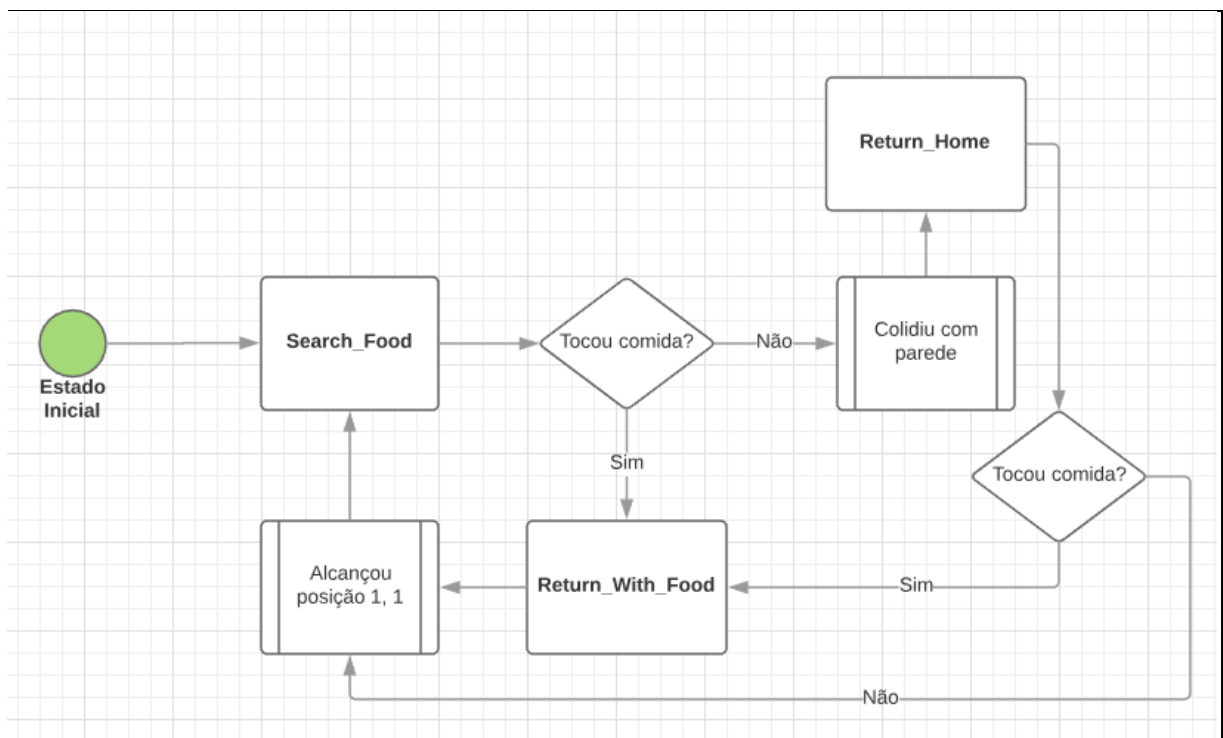 Return_Home
Estado
Inicial
Search_Food
Tocou comida?
Não
Colidiu com
parede
Sim
Tocou comida?
Alcançou
posição 1, 1
Return_With_Food
Sim
Não